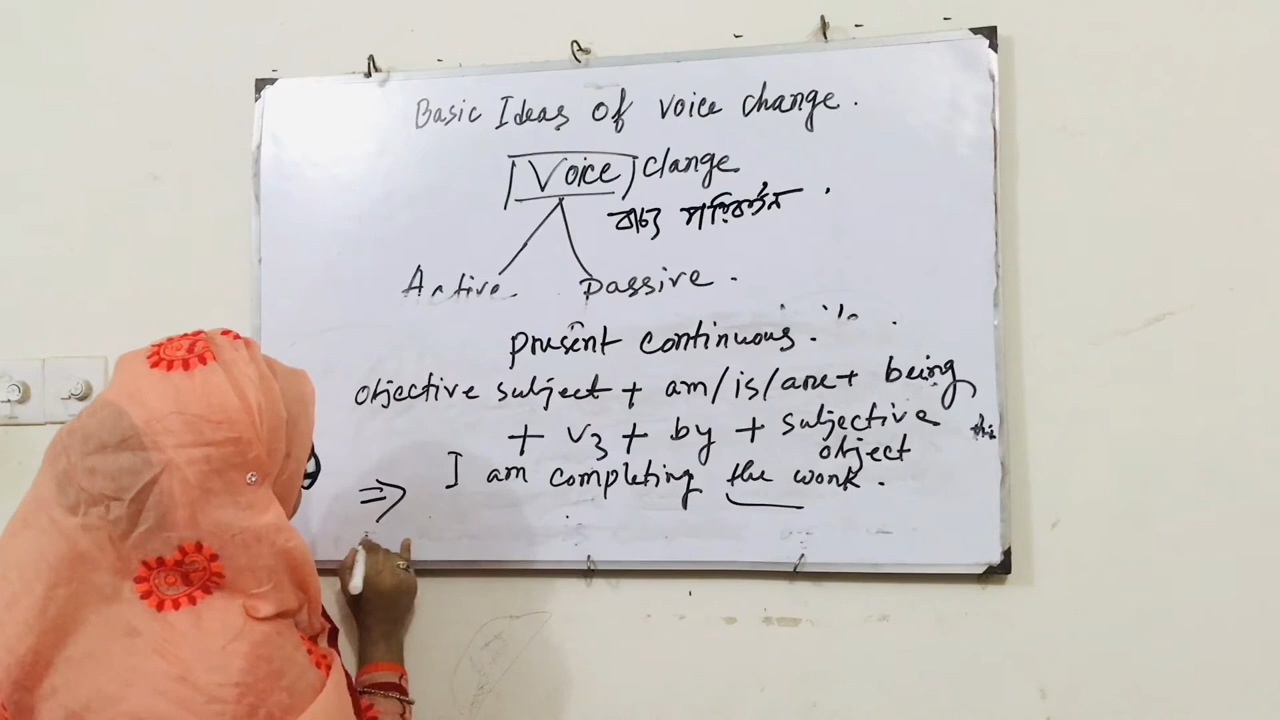 Basic Ideas of voice change.
Voice change
বাচ্য পরিবর্তন
Active. Passive.
Present continuous.
objective subject + am/is/are + being
+ v3 + by + subjective
object
I am completing the work.